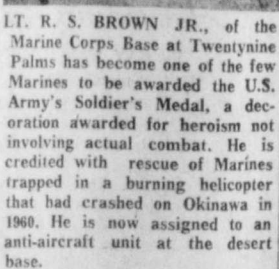 LT. R. S. BROWN JR., of the
Marine Corps Base at Twentynine
Palms has become one of the few
Marines to be awarded the U.S.
Army's Soldier's Medal, a dec-
oration awarded for heroism not
involving actual combat. He is
credited with rescue of Marines
trapped in a burning helicopter
that had crashed on Okinawa in
1960. He is now assigned to an
anti-aircraft unit at the desert
base.